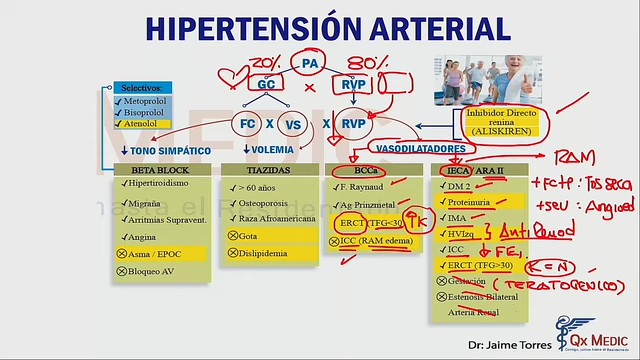 HIPERTENSIÓN ARTERIAL
20% PA 80%
GC X RVP
Selectivos:
Metoprolol
Bisoprolol
Atenolol
FC X VS X RVP
Inhibidor Directo
renina
(ALISKIREN)
↓ TONO SIMPÁTICO
↓VOLEMIA
VASODILATADORES
RAM
BETA BLOCK
Hipertiroidismo
Migraña
Arritmias Supravent.
Angina
Asma / EPOC
Bloqueo AV
TIAZIDAS
> 60 años
Osteoporosis
Raza Afroamericana
Gota
Dislipidemia
BCCa
F. Raynaud
Ag Prinzmetal
ERCT (TFG<30)
↑K
ICC (RAM edema)
IECA/ ARA II
DM 2
Proteinuria
IMA
HVIzq
ICC
ERCT (TFG>30)
Gestación
Estenosis Bilateral
Arteria Renal
+Fctp: Tos seca
+seu: Angioed
Antiremod
↓ FE,
K=N
(TERATOGENICO)
Dr: Jaime Torres
Qx MEDIC